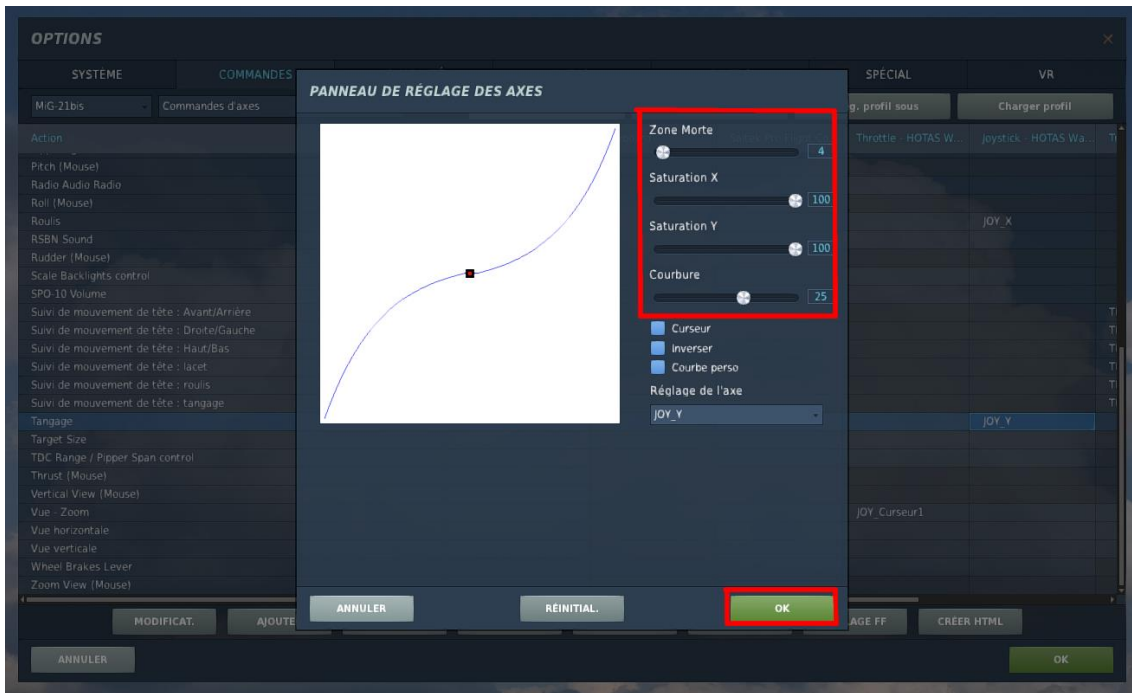 OPTIONS
×
SYSTÈME
COMMANDES
SPÉCIAL
VR
MiG-21bis
Commandes d'axes
g. profil sous
Charger profil
Action
Throttle - HOTAS W...
Joystick - HOTAS Wa...
Pitch (Mouse)
Radio Audio Radio
Roll (Mouse)
Roulis
JOY_X
RSBN Sound
Rudder (Mouse)
Scale Backlights control
SPO-10 Volume
Suivi de mouvement de tête : Avant/Arrière
Suivi de mouvement de tête : Droite/Gauche
Suivi de mouvement de tête : Haut/Bas
Suivi de mouvement de tête : lacet
Suivi de mouvement de tête : roulis
Suivi de mouvement de tête : tangage
Tangage
JOY_Y
Target Size
TDC Range / Pipper Span control
Thrust (Mouse)
Vertical View (Mouse)
Vue - Zoom
JOY_Curseur1
Vue horizontale
Vue verticale
Wheel Brakes Lever
Zoom View (Mouse)
PANNEAU DE RÉGLAGE DES AXES
Zone Morte
4
Saturation X
100
Saturation Y
100
Courbure
25
Curseur
Inverser
Courbe perso
Réglage de l'axe
JOY_Y
ANNULER
RÉINITIAL.
OK
MODIFICAT.
AJOUTE
LAGE FF
CRÉER HTML
ANNULER
OK